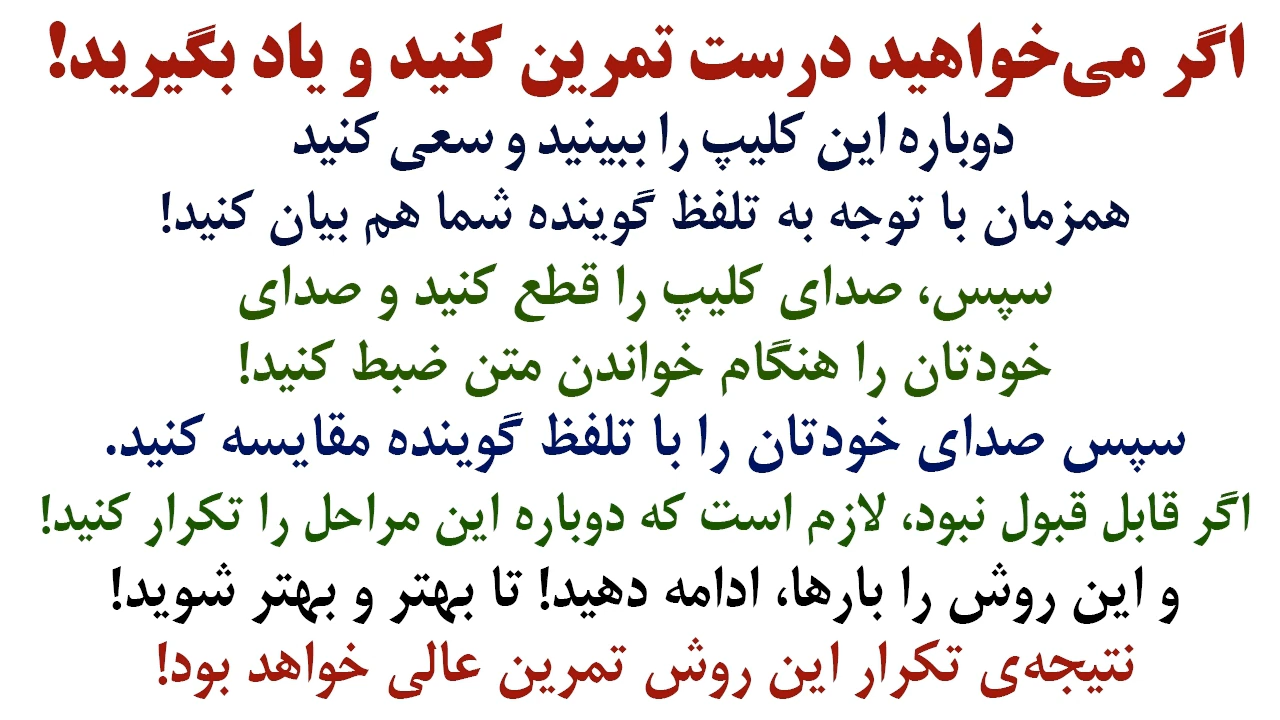 اگر می‌خواهید درست تمرین کنید و یاد بگیرید!
دوباره این کلیپ را ببینید و سعی کنید
همزمان با توجه به تلفظ گوینده شما هم بیان کنید!
سپس، صدای کلیپ را قطع کنید و صدای
خودتان را هنگام خواندن متن ضبط کنید!
سپس صدای خودتان را با تلفظ گوینده مقایسه کنید.
اگر قابل قبول نبود، لازم است که دوباره این مراحل را تکرار کنید!
و این روش را بارها، ادامه دهید! تا بهتر و بهتر شوید!
نتیجه‌ی تکرار این روش تمرین عالی خواهد بود!